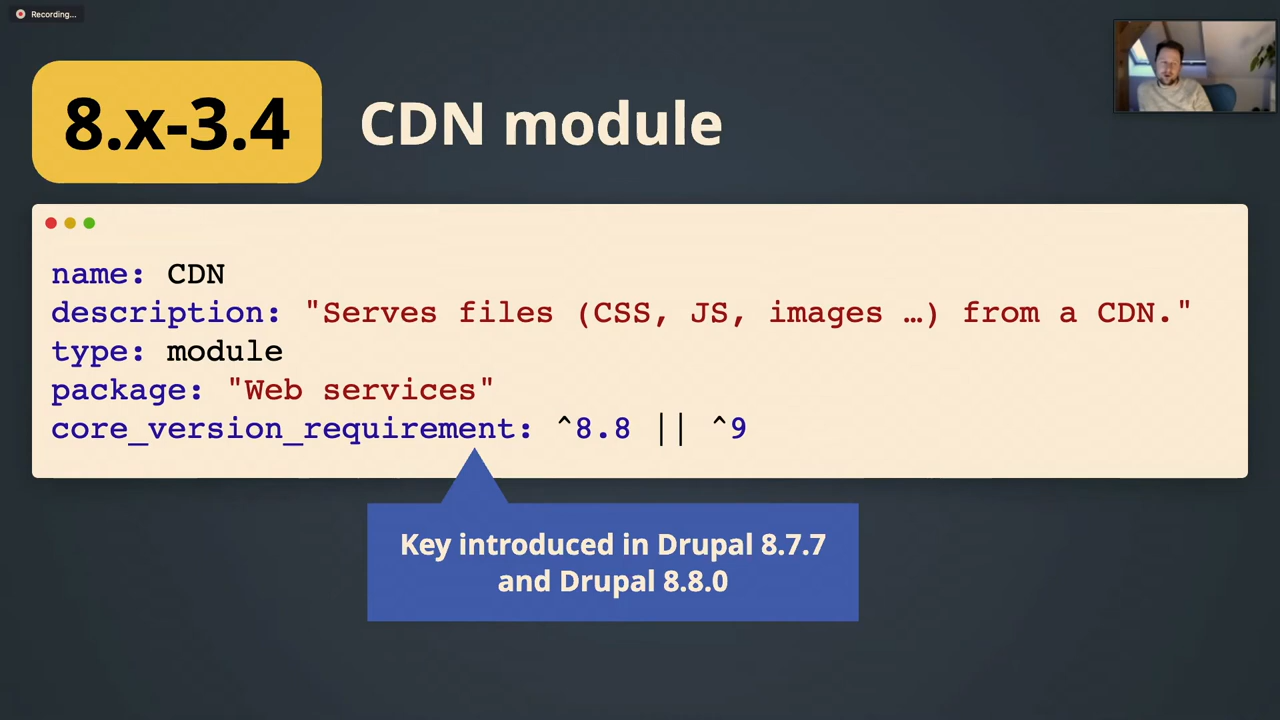 Recording...
8.x-3.4
CDN module
name: CDN
description: "Serves files (CSS, JS, images …) from a CDN."
type: module
package: "Web services"
core_version_requirement: ^8.8 || ^9
Key introduced in Drupal 8.7.7
and Drupal 8.8.0